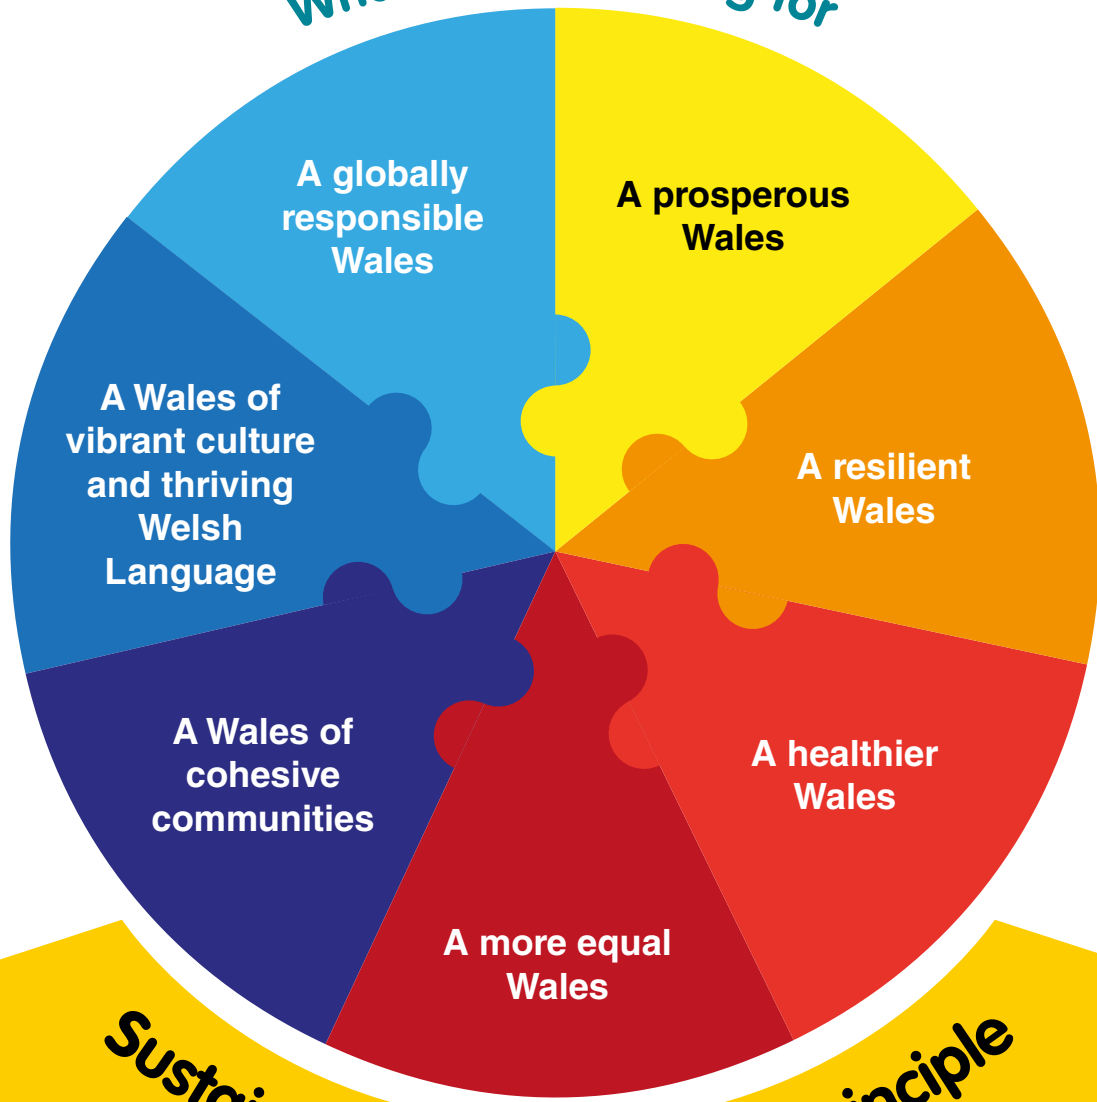 for
A globally
responsible
Wales
A prosperous
Wales
A resilient
Wales
A healthier
Wales
A more equal
Wales
A Wales of
cohesive
communities
A Wales of
vibrant culture
and thriving
Welsh
Language